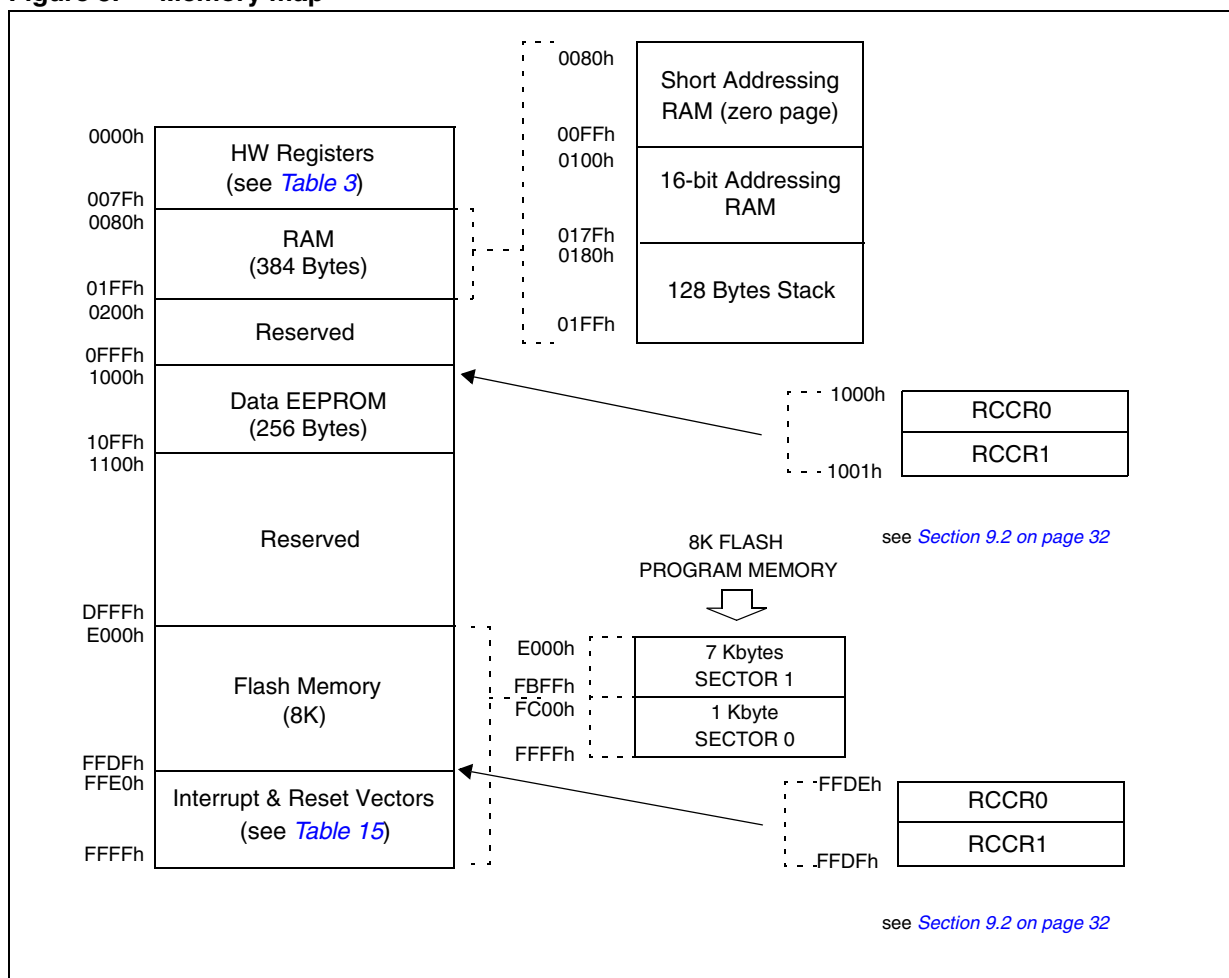 0000h
HW Registers
(see Table 3)
007Fh
0080h
RAM
(384 Bytes)
01FFh
0200h
Reserved
0FFFh
1000h
Data EEPROM
(256 Bytes)
10FFh
1100h
Reserved
DFFFh
E000h
Flash Memory
(8K)
FFDFh
FFE0h
Interrupt & Reset Vectors
(see Table 15)
FFFFh
0080h
Short Addressing
RAM (zero page)
00FFh
0100h
16-bit Addressing
RAM
017Fh
0180h
128 Bytes Stack
01FFh
1000h
RCCR0
RCCR1
1001h
see Section 9.2 on page 32
8K FLASH
PROGRAM MEMORY
E000h
7 Kbytes
SECTOR 1
FBFFh
FC00h
1 Kbyte
SECTOR 0
FFFFh
FFDEh
RCCR0
RCCR1
FFDFh
see Section 9.2 on page 32